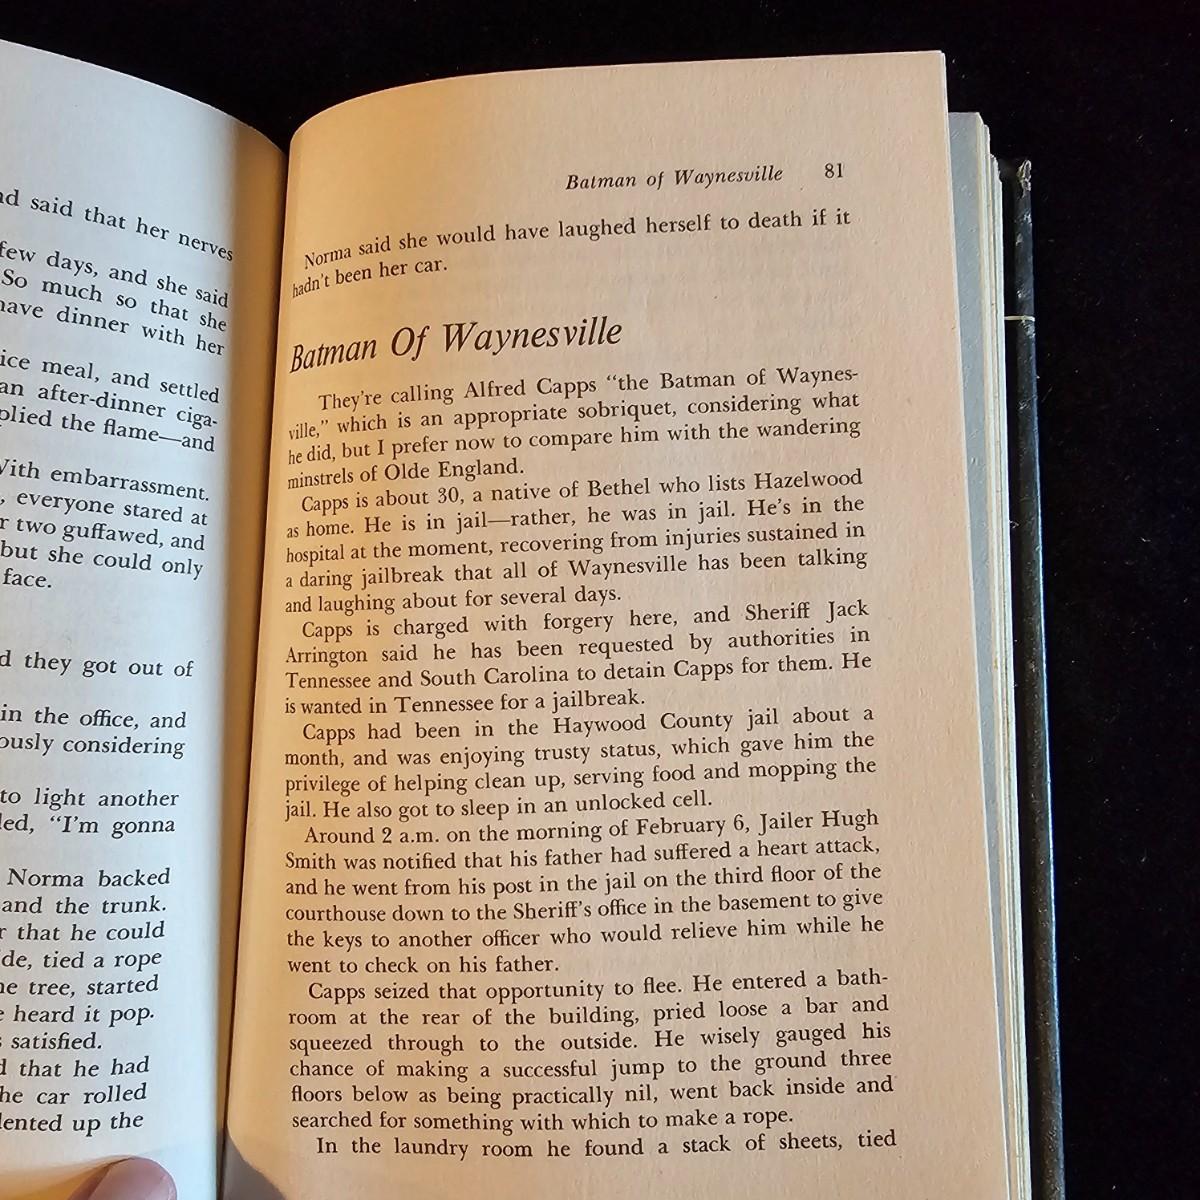 nd said that her nerves
few days, and she said
So much so that she
have dinner with her
ice meal, and settled
an after-dinner ciga-
plied the flame—and
With embarrassment.
, everyone stared at
r two guffawed, and
but she could only
face.
d they got out of
in the office, and
ously considering
to light another
led, "I'm gonna
Norma backed
and the trunk.
r that he could
de, tied a rope
he tree, started
e heard it pop.
s satisfied.
d that he had
he car rolled
dented up the
Batman of Waynesville 81
Norma said she would have laughed herself to death if it
hadn't been her car.
Batman Of Waynesville
They're calling Alfred Capps "the Batman of Waynes-
ville," which is an appropriate sobriquet, considering what
he did, but I prefer now to compare him with the wandering
minstrels of Olde England.
Capps is about 30, a native of Bethel who lists Hazelwood
as home. He is in jail—rather, he was in jail. He's in the
hospital at the moment, recovering from injuries sustained in
a daring jailbreak that all of Waynesville has been talking
and laughing about for several days.
Capps is charged with forgery here, and Sheriff Jack
Arrington said he has been requested by authorities in
Tennessee and South Carolina to detain Capps for them. He
is wanted in Tennessee for a jailbreak.
Capps had been in the Haywood County jail about a
month, and was enjoying trusty status, which gave him the
privilege of helping clean up, serving food and mopping the
jail. He also got to sleep in an unlocked cell.
Around 2 a.m. on the morning of February 6, Jailer Hugh
Smith was notified that his father had suffered a heart attack,
and he went from his post in the jail on the third floor of the
courthouse down to the Sheriff's office in the basement to give
the keys to another officer who would relieve him while he
went to check on his father.
Capps seized that opportunity to flee. He entered a bath-
room at the rear of the building, pried loose a bar and
squeezed through to the outside. He wisely gauged his
chance of making a successful jump to the ground three
floors below as being practically nil, went back inside and
searched for something with which to make a rope.
In the laundry room he found a stack of sheets, tied